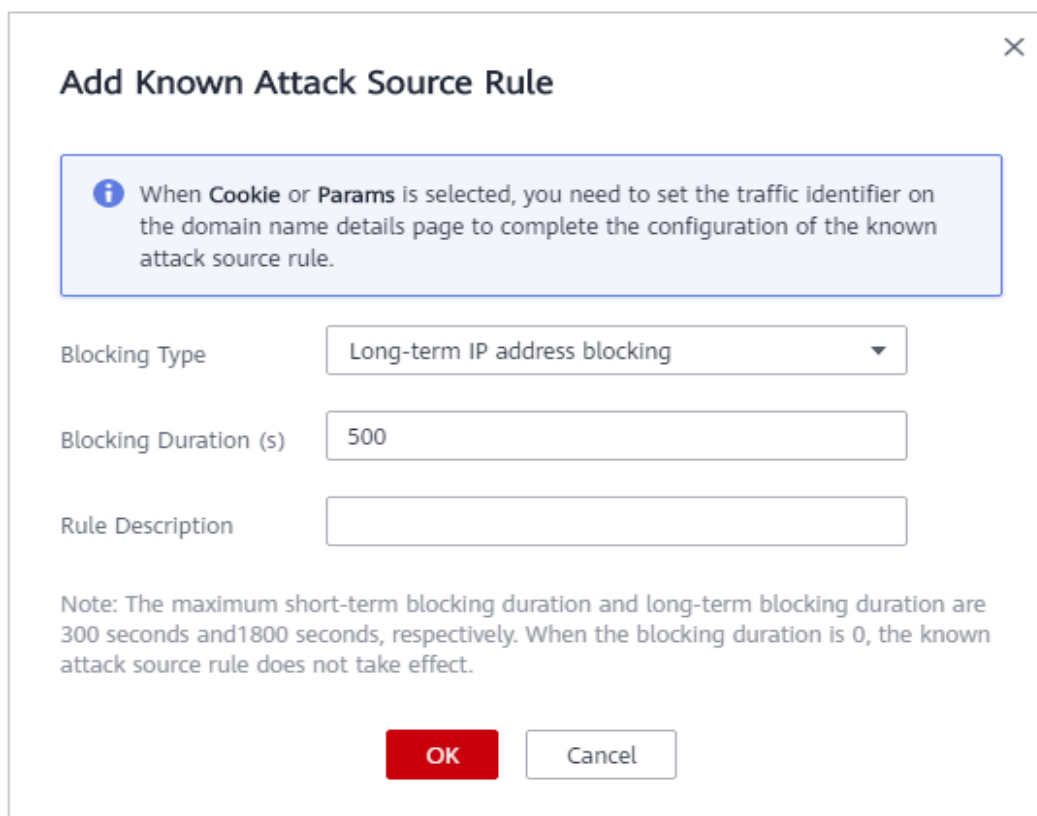 Add Known Attack Source Rule
When Cookie or Params is selected, you need to set the traffic identifier on
the domain name details page to complete the configuration of the known
attack source rule.
Blocking Type
Long-term IP address blocking
Blocking Duration (s)
500
Rule Description
Note: The maximum short-term blocking duration and long-term blocking duration are
300 seconds and1800 seconds, respectively. When the blocking duration is 0, the known
attack source rule does not take effect.
OK
Cancel